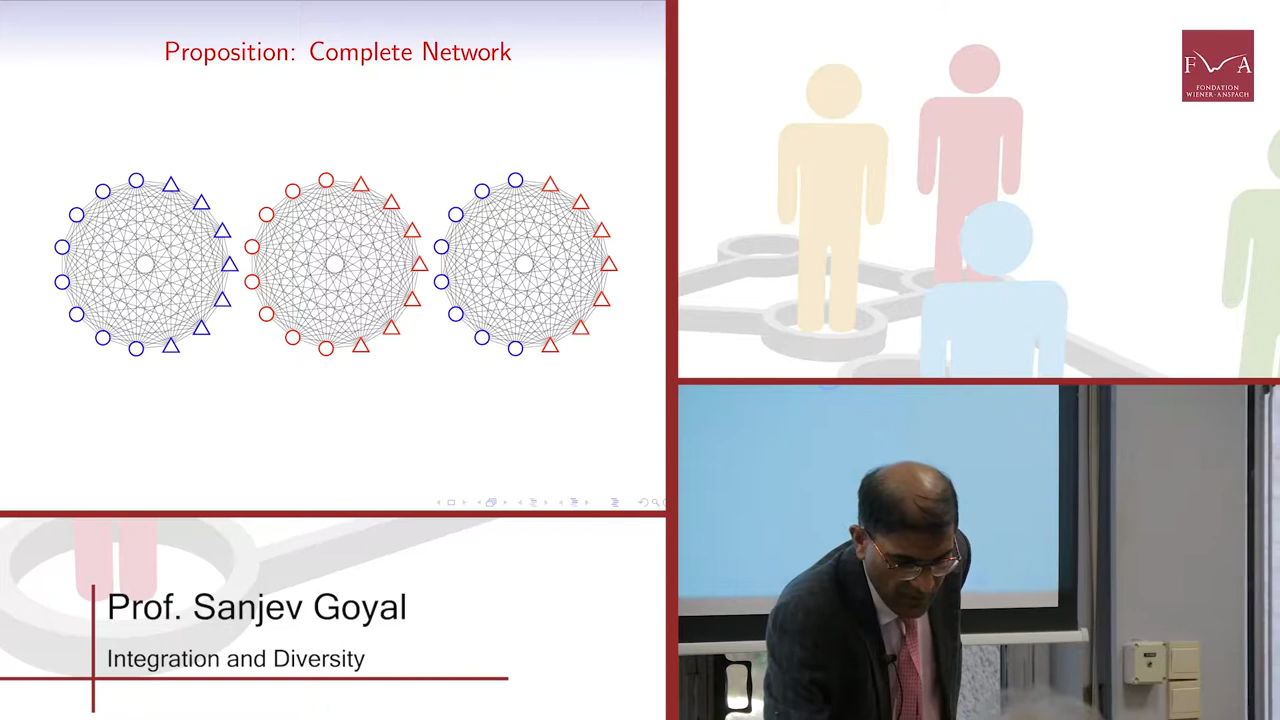 Proposition: Complete Network
F W A
FONDATION
WIENER-ANSPACH
Prof. Sanjev Goyal
Integration and Diversity